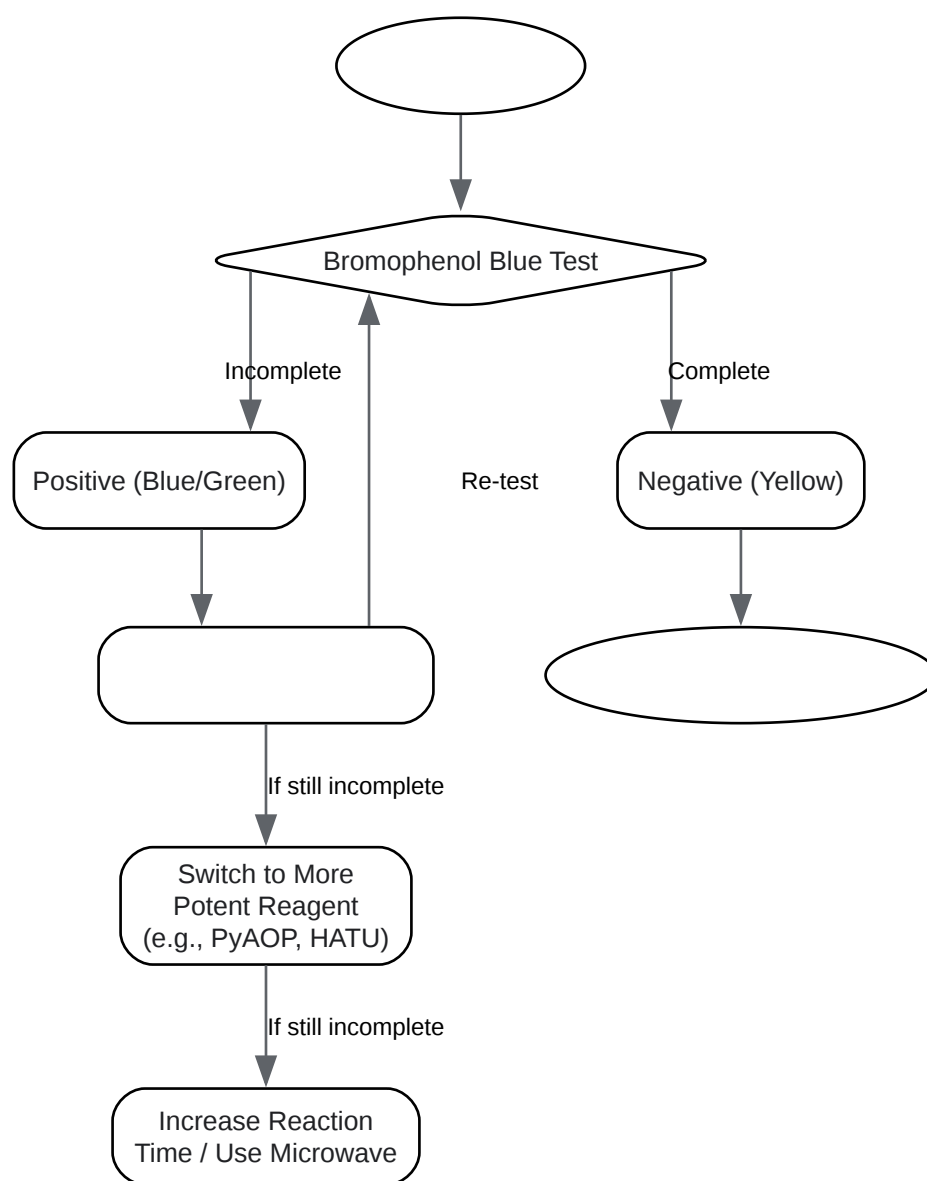 Bromophenol Blue Test
Incomplete
Complete
Positive (Blue/Green)
Re-test
Negative (Yellow)
If still incomplete
Switch to More
Potent Reagent
(e.g., PyAOP, HATU)
If still incomplete
Increase Reaction
Time / Use Microwave